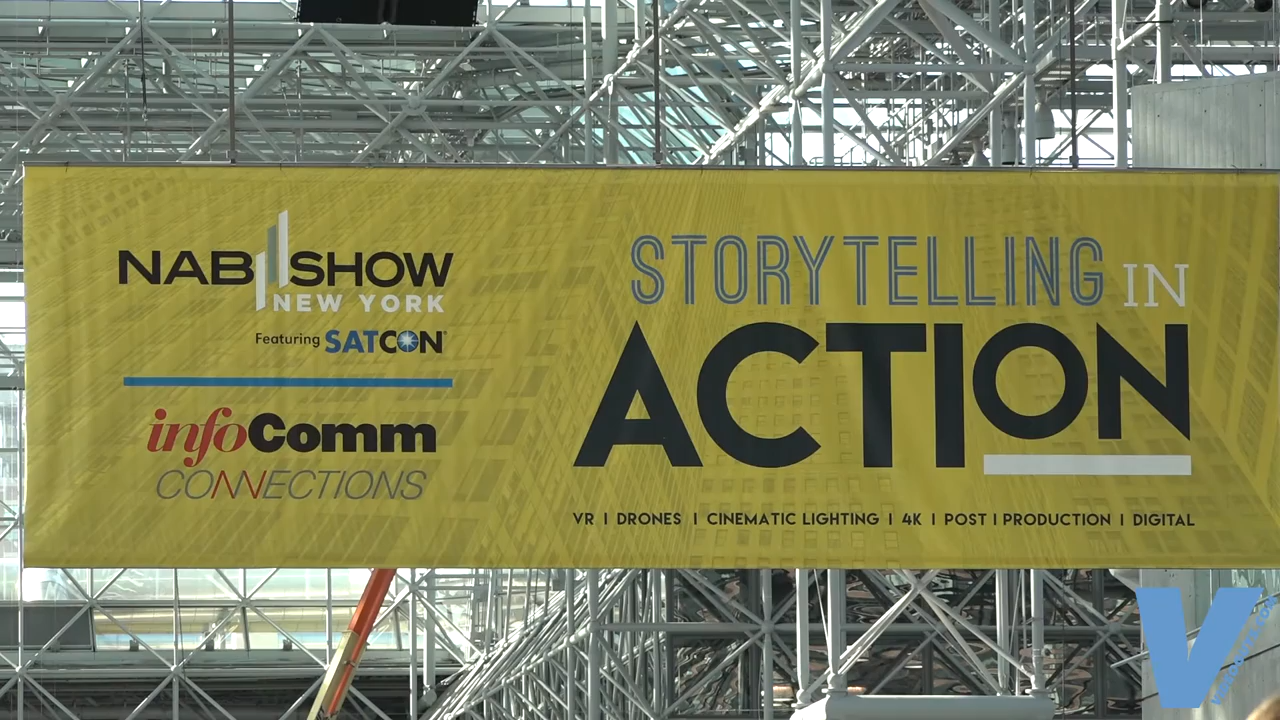 NAB SHOW
NEW YORK
Featuring SATCON
infoComm
CONNECTIONS
STORYTELLING IN
ACTION
VR | DRONES | CINEMATIC LIGHTING | 4K | POST | PRODUCTION | DIGITAL
V